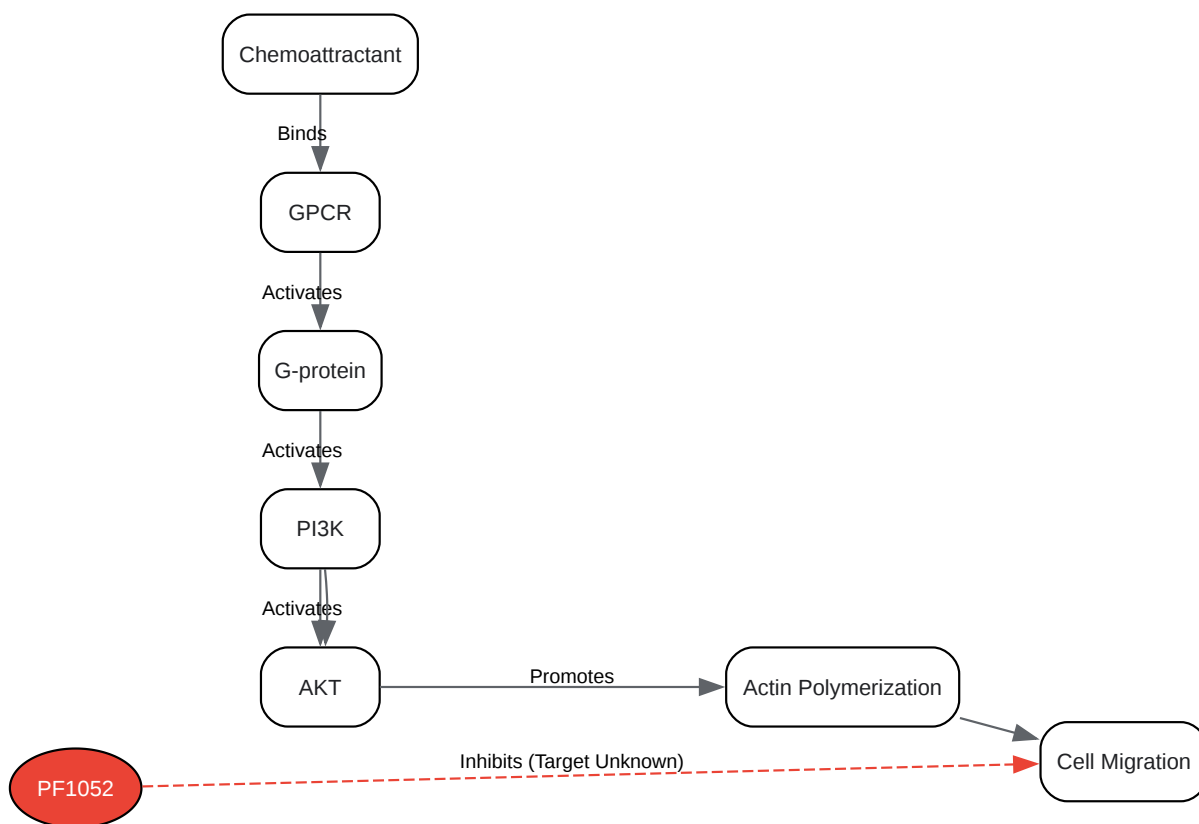 Chemoattractant
Binds
GPCR
Activates
G-protein
Activates
PI3K
Activates
AKT
Promotes
Actin Polymerization
Inhibits (Target Unknown)
Cell Migration
PF1052